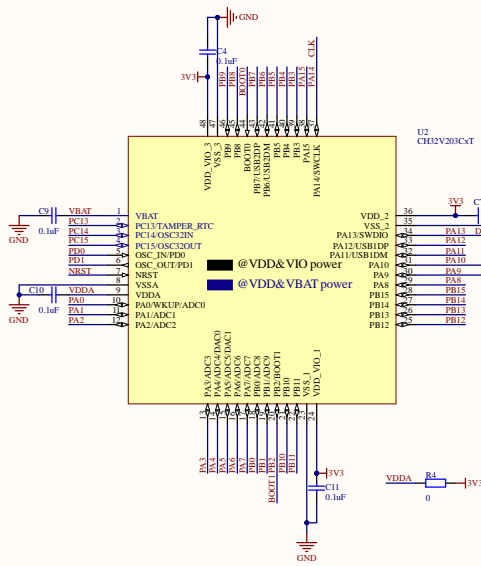 GND
C4
0.1uF
3V3
PB9
PB8
BOOT0
PB7
PB6
PB5
PB4
PB3
PA15
PA14
CLK
48
47
46
45
44
43
42
41
40
39
38
37
U2
CH32V203CxT
VDD_VIO_3
VSS_3
PB9
PB8
BOOT0
PB7/USB2DP
PB6/USB2DM
PB5
PB4
PB3
PA15
PA14/SWCLK
C9
0.1uF
GND
VBAT 1 VBAT
PC13 2 PC13/TAMPER_RTC
PC14 3 PC14/OSC32IN
PC15 4 PC15/OSC32OUT
PD0 5 OSC_IN/PD0
PD1 6 OSC_OUT/PD1
NRST 7 NRST
8 VSSA
C10
0.1uF
GND
VDDA 9 VDDA
PA0 10 PA0/WKUP/ADC0
PA1 11 PA1/ADC1
PA2 12 PA2/ADC2
@VDD&VIO power
@VDD&VBAT power
3V3
VDD_2 36
VSS_2 35
PA13/SWDIO 34 PA13
PA12/USB1DP 33 PA12
PA11/USB1DM 32 PA11
PA10 31 PA10
PA9 30 PA9
PA8 29 PA8
PB15 28 PB15
PB14 27 PB14
PB13 26 PB13
PB12 25 PB12
PA3/ADC3
PA4/ADC4/DAC0
PA5/ADC5/DAC1
PA6/ADC6
PA7/ADC7
PB0/ADC8
PB1/ADC9
PB2/BOOT1
PB10
PB11
VSS_1
VDD_VIO_1
13
14
15
16
17
18
19
20
21
22
23
24
PA3
PA4
PA5
PA6
PA7
PB0
PB1
BOOT1 PB2
PB10
PB11
3V3
C11
0.1uF
GND
VDDA
R4
0
3V3